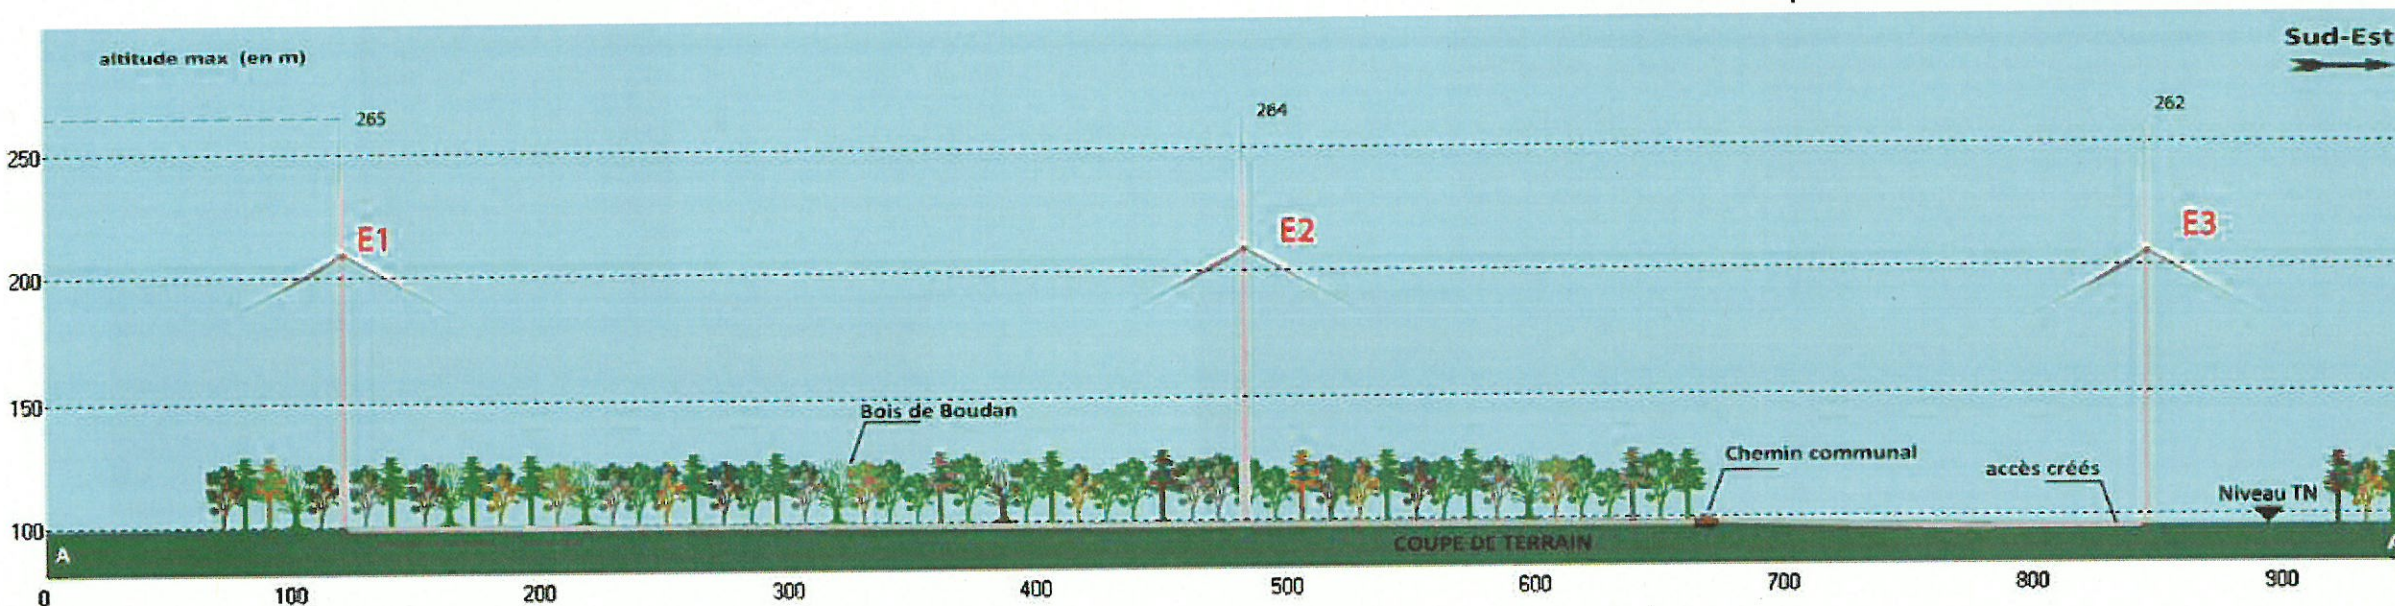 altitude max (en m)
Sud-Est
265
264
262
250
E1
E2
E3
200
150
Bois de Boudan
Chemin communal
accès créés
Niveau TN
100
COUPE DE TERRAIN
A
0
100
200
300
400
500
600
700
800
900